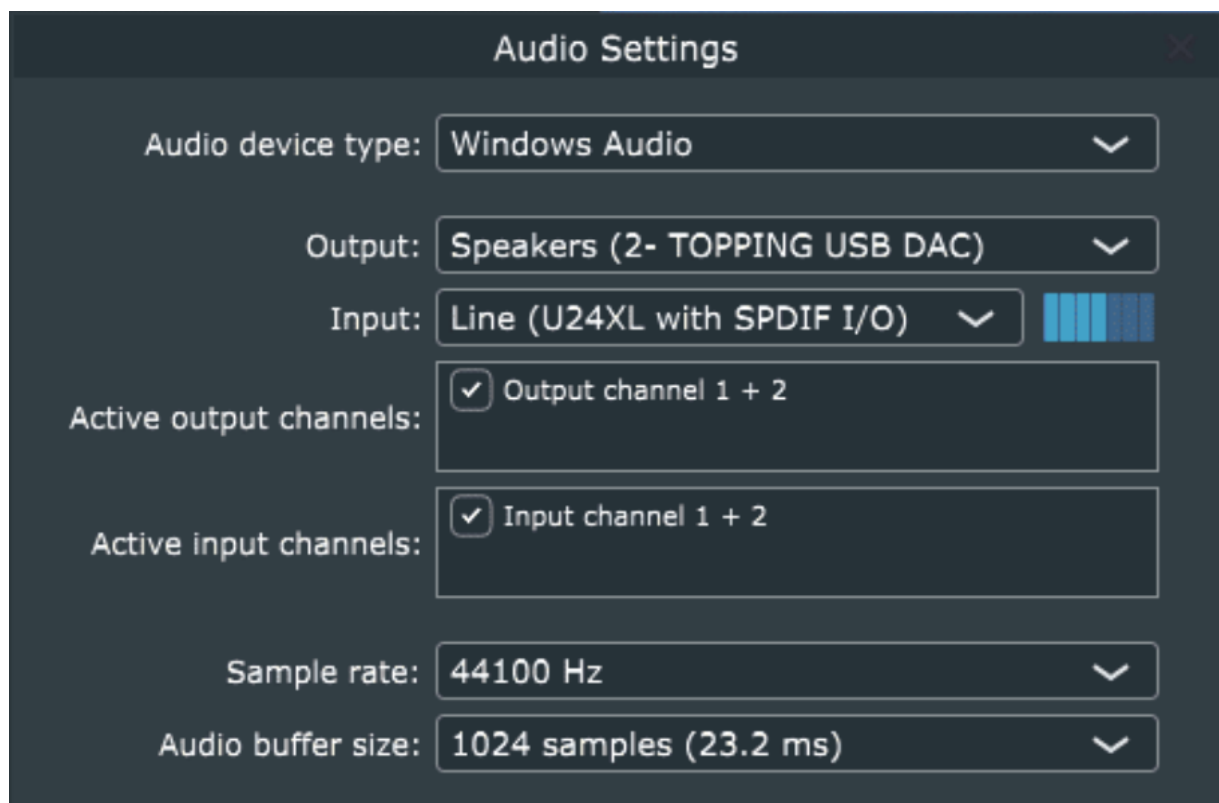 Audio Settings
Audio device type: Windows Audio
Output: Speakers (2- TOPPING USB DAC)
Input: Line (U24XL with SPDIF I/O)
Active output channels: Output channel 1 + 2
Active input channels: Input channel 1 + 2
Sample rate: 44100 Hz
Audio buffer size: 1024 samples (23.2 ms)